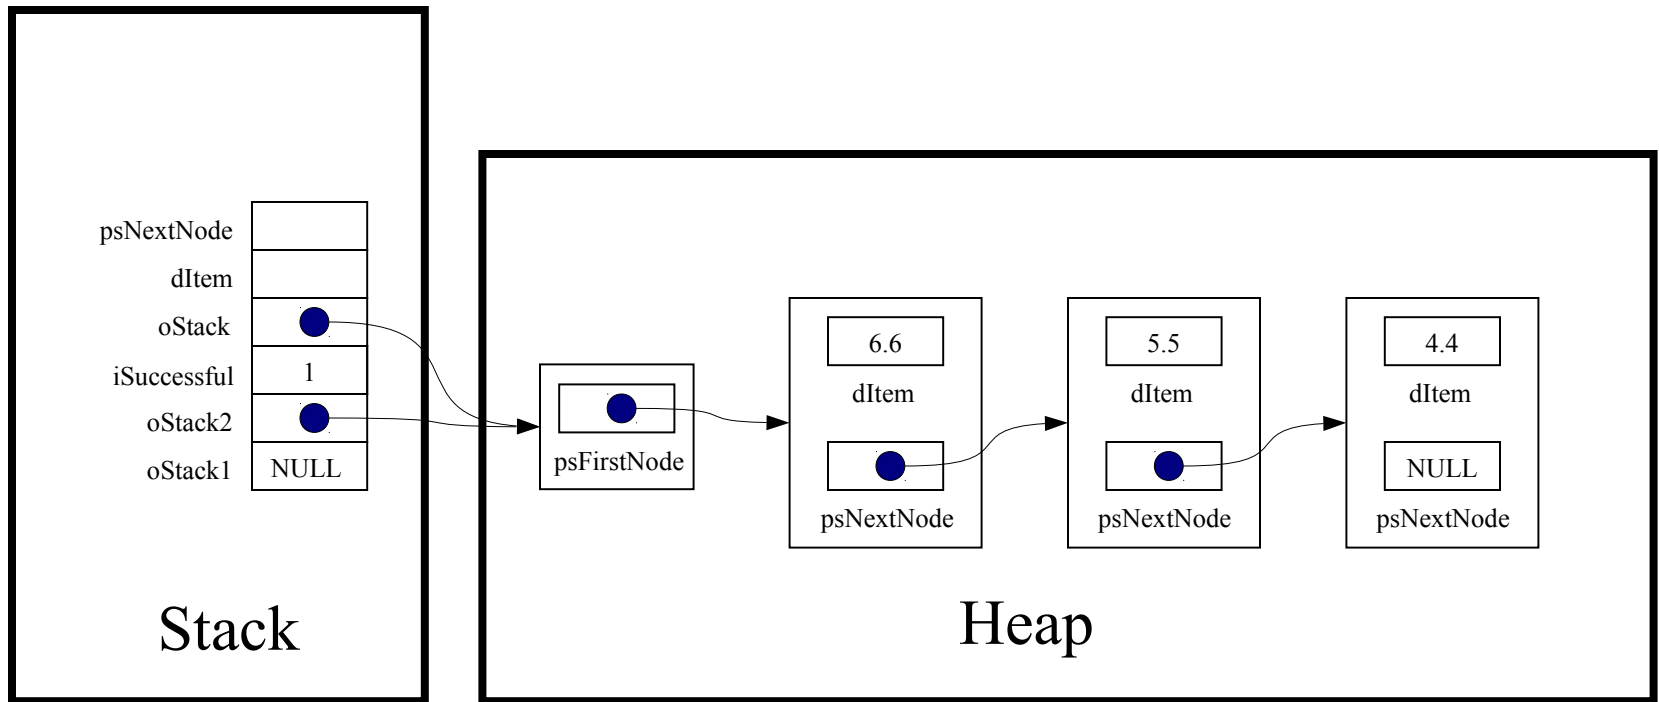 psNextNode
dItem
oStack
iSuccessful 1
oStack2
oStack1 NULL
Stack
psFirstNode
6.6
dItem
psNextNode
5.5
dItem
psNextNode
4.4
dItem
NULL
psNextNode
Heap